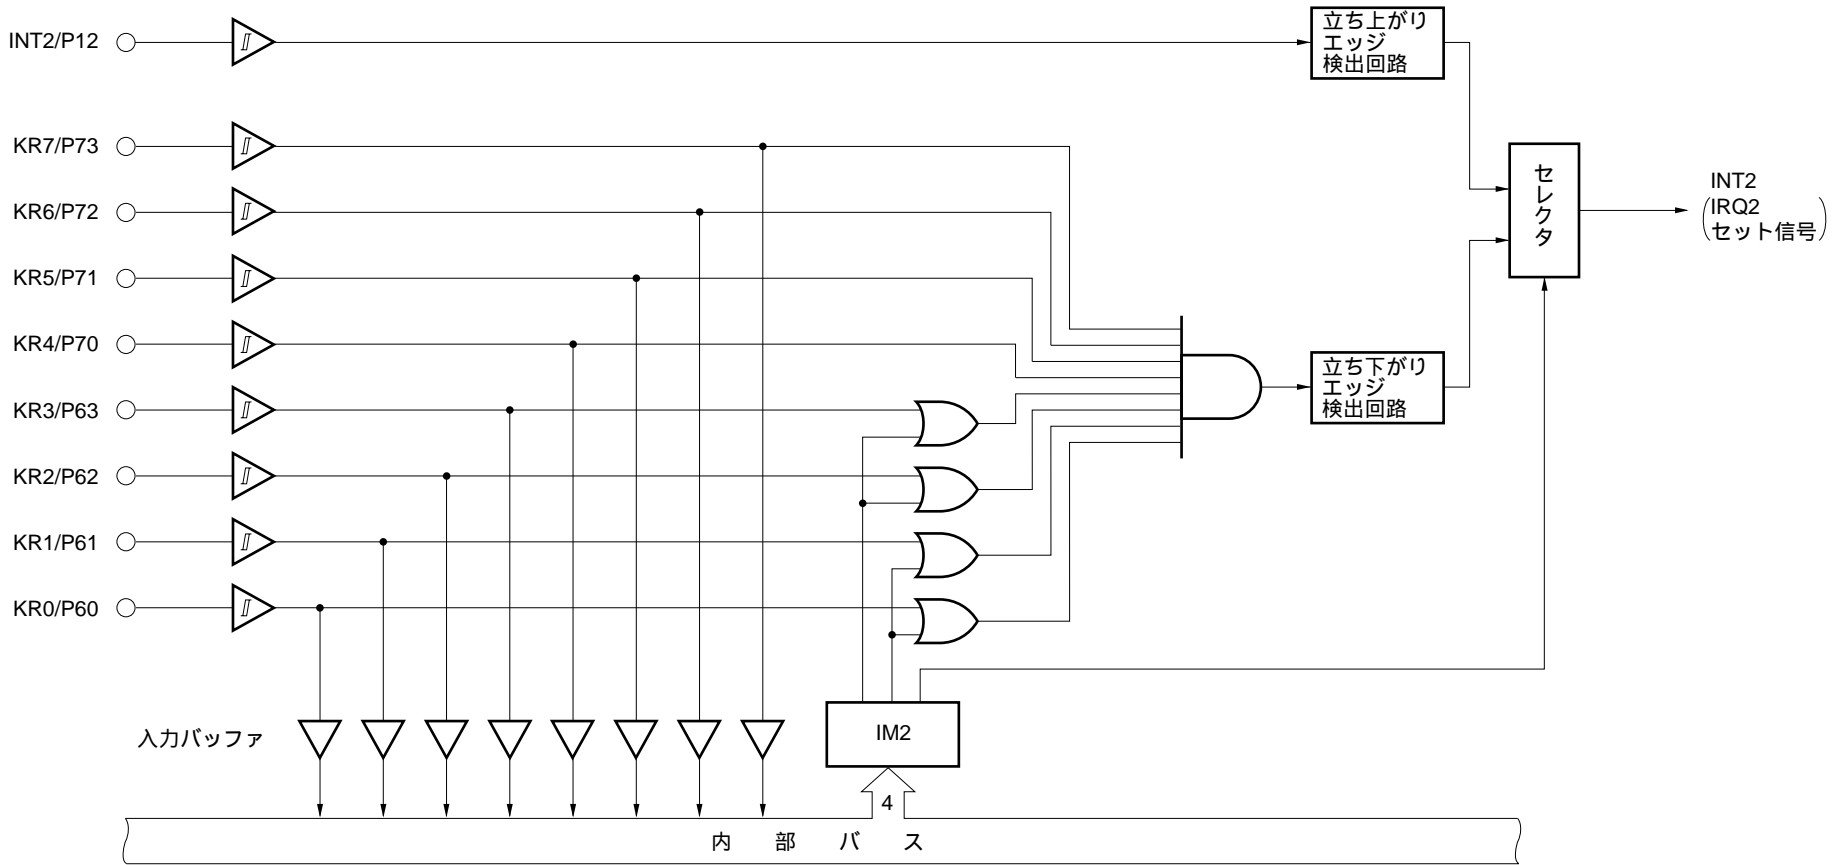 INT2/P12
立ち上がり
エッジ
検出回路
KR7/P73
KR6/P72
KR5/P71
KR4/P70
KR3/P63
KR2/P62
KR1/P61
KR0/P60
セレクタ
INT2
(IRQ2
セット信号)
立ち下がり
エッジ
検出回路
入力バッファ
IM2
4
内部バス